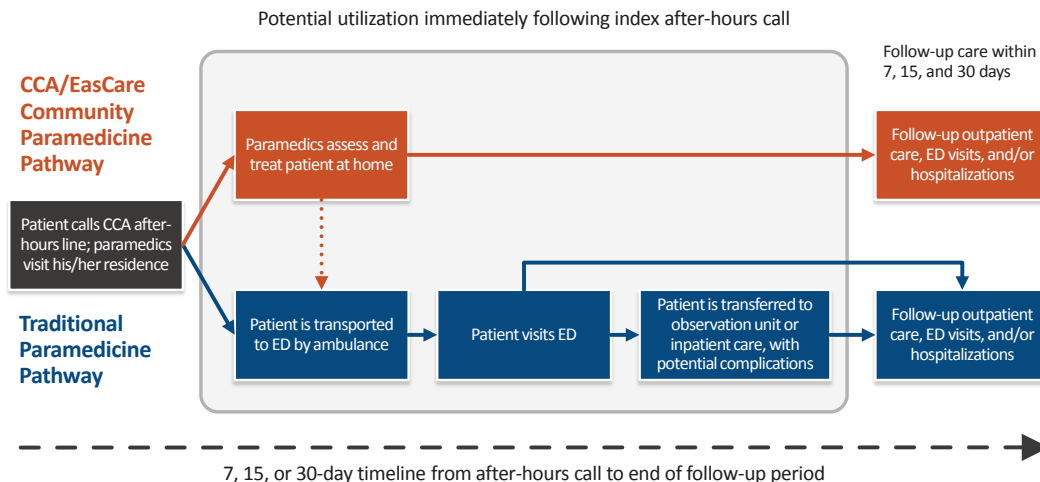 Potential utilization immediately following index after-hours call
Follow-up care within
7, 15, and 30 days
CCA/EasCare
Community
Paramedicine
Pathway
Paramedics assess and
treat patient at home
Follow-up outpatient
care, ED visits, and/or
hospitalizations
Patient calls CCA after-
hours line; paramedics
visit his/her residence
Traditional
Paramedicine
Pathway
Patient is transported
to ED by ambulance
Patient visits ED
Patient is transferred to
observation unit or
inpatient care, with
potential complications
Follow-up outpatient
care, ED visits, and/or
hospitalizations
7, 15, or 30-day timeline from after-hours call to end of follow-up period